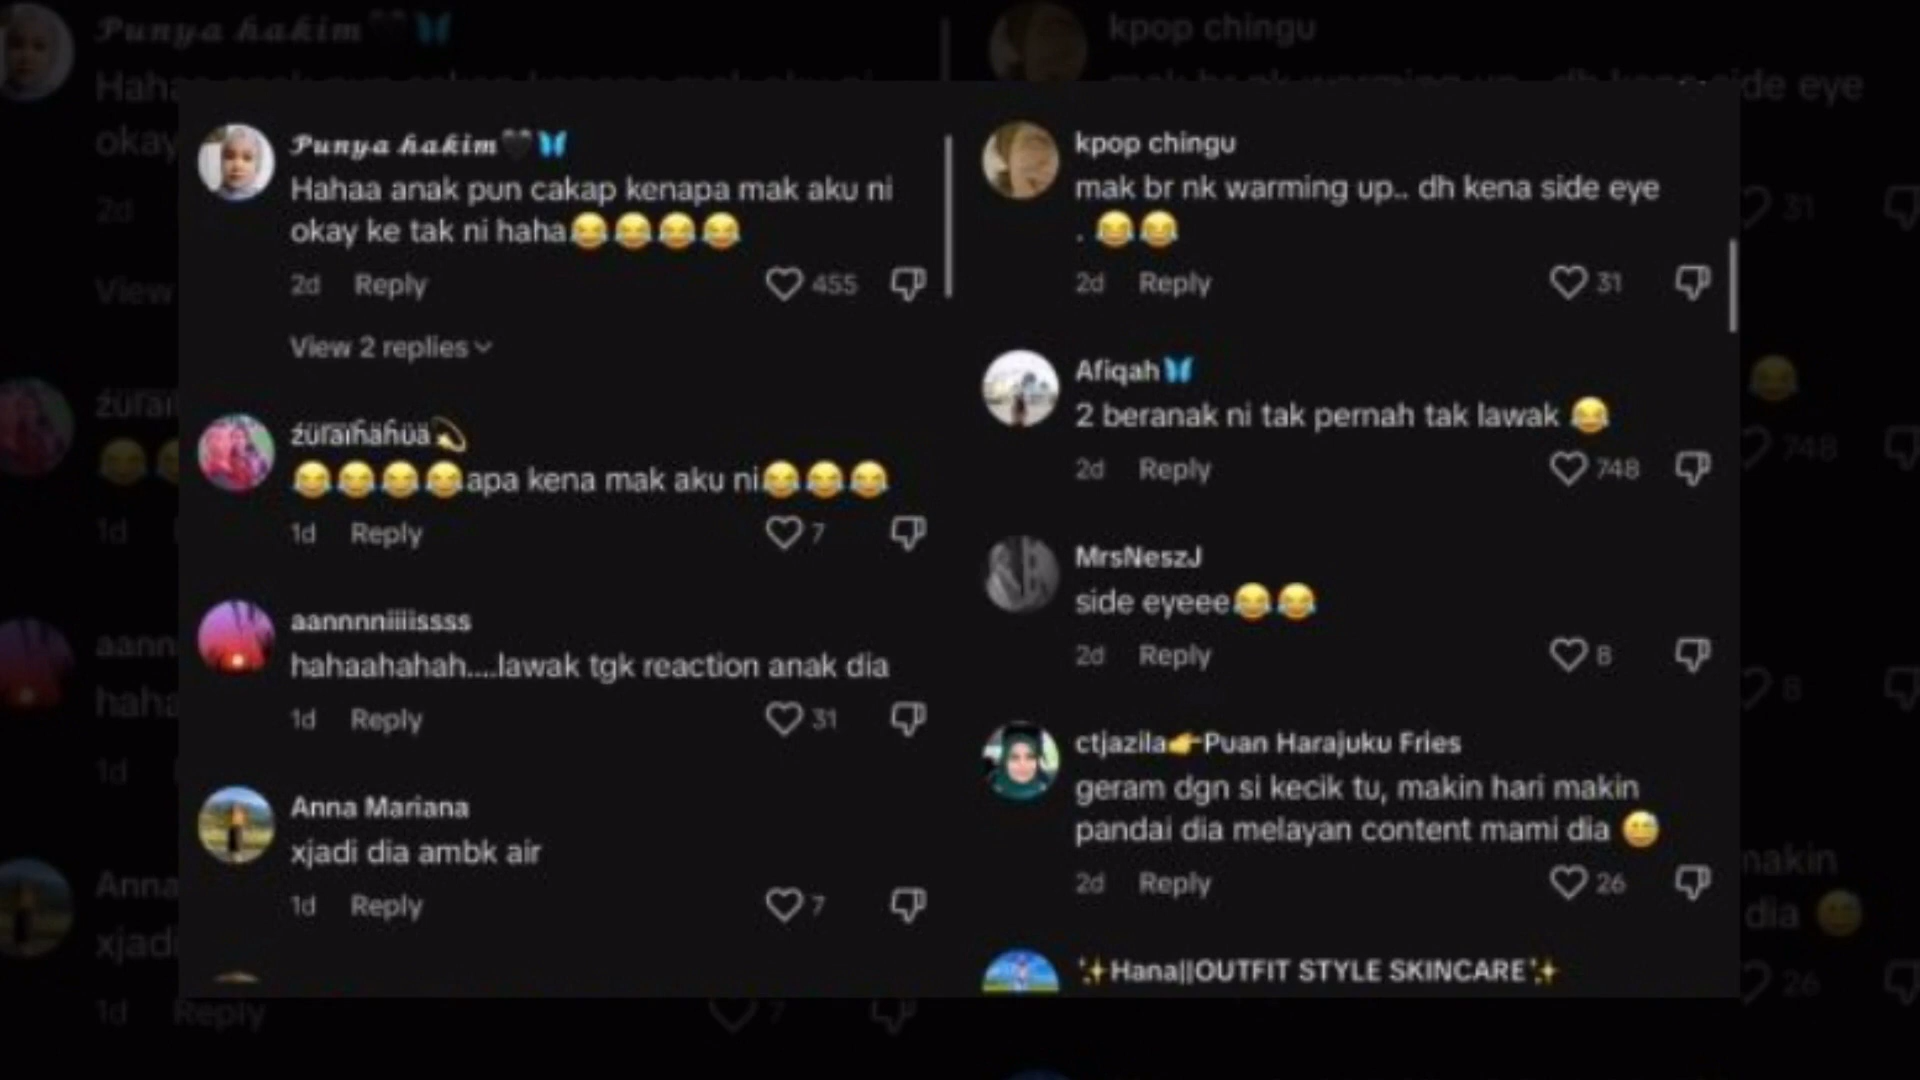 Punya hakim🖤🦋
Hahaa anak pun cakap kenapa mak aku ni
okay ke tak ni haha😂😂😂😂
2d Reply 455
View 2 replies
😂😂😂😂apa kena mak aku ni😂😂😂
1d Reply 7
aannnniiiissss
hahaahahah....lawak tgk reaction anak dia
1d Reply 31
Anna Mariana
xjadi dia ambk air
1d Reply 7
kpop chingu
mak br nk warming up.. dh kena side eye
. 😂😂
2d Reply 31
Afiqah🦋
2 beranak ni tak pernah tak lawak 😂
2d Reply 748
MrsNeszJ
side eyeee😂😂
2d Reply 8
ctjazila👉Puan Harajuku Fries
geram dgn si kecik tu, makin hari makin
pandai dia melayan content mami dia 😅
2d Reply 26
✨Hana||OUTFIT STYLE SKINCARE✨